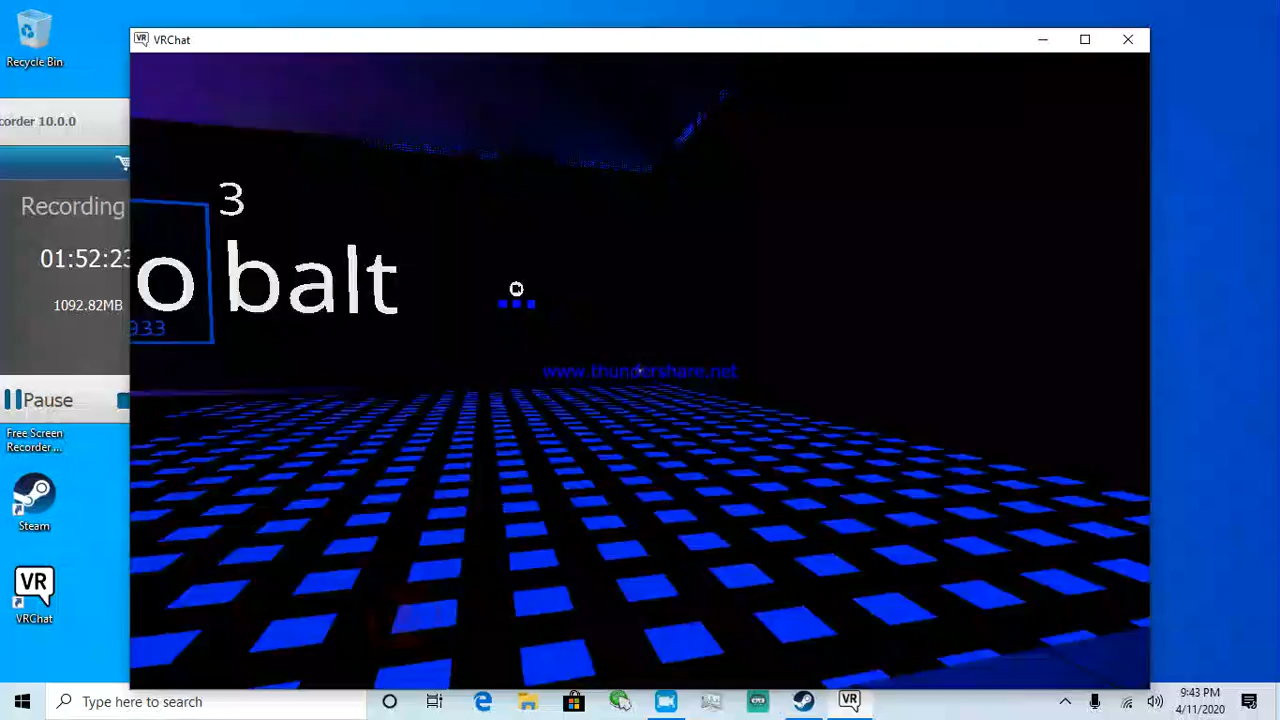 Recycle Bin
VRChat
corder 10.0.0
Recording
01:52:23
1092.82MB
Pause
3
o balt
933
www.thundershare.net
Free Screen
Recorder ...
Steam
VR
VRChat
Type here to search
VR
9:43 PM
4/11/2020